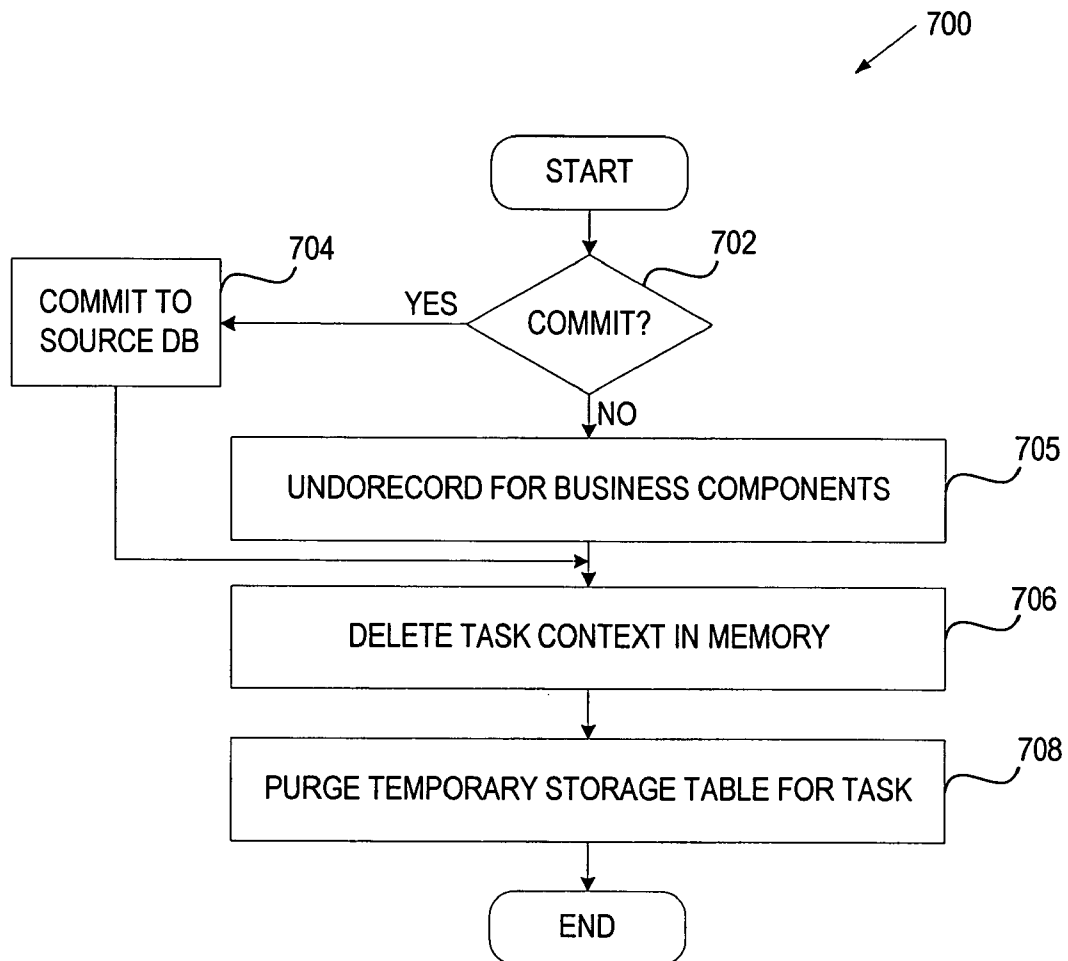 700
START
702
704
COMMIT TO
SOURCE DB
YES
COMMIT?
NO
705
UNDORECORD FOR BUSINESS COMPONENTS
706
DELETE TASK CONTEXT IN MEMORY
708
PURGE TEMPORARY STORAGE TABLE FOR TASK
END